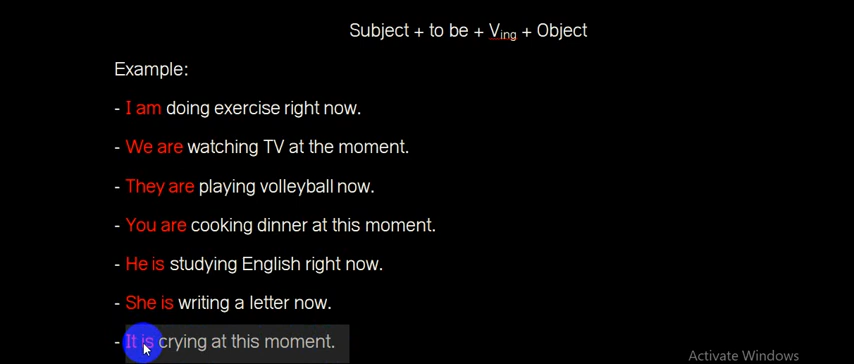 Subject + to be + Ving + Object
Example:
- I am doing exercise right now.
- We are watching TV at the moment.
- They are playing volleyball now.
- You are cooking dinner at this moment.
- He is studying English right now.
- She is writing a letter now.
- It is crying at this moment.
Activate Windows